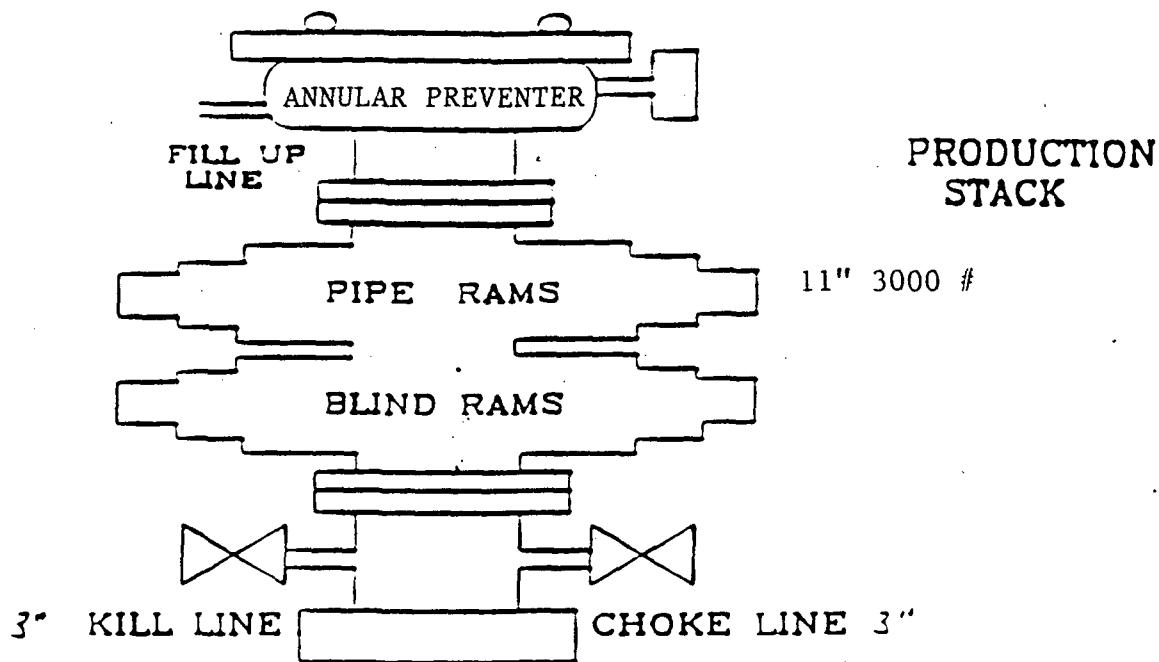 ANNULAR PREVENTER
FILL UP
LINE
PRODUCTION
STACK
PIPE RAMS
11" 3000 #
BLIND RAMS
3" KILL LINE
CHOKE LINE 3"